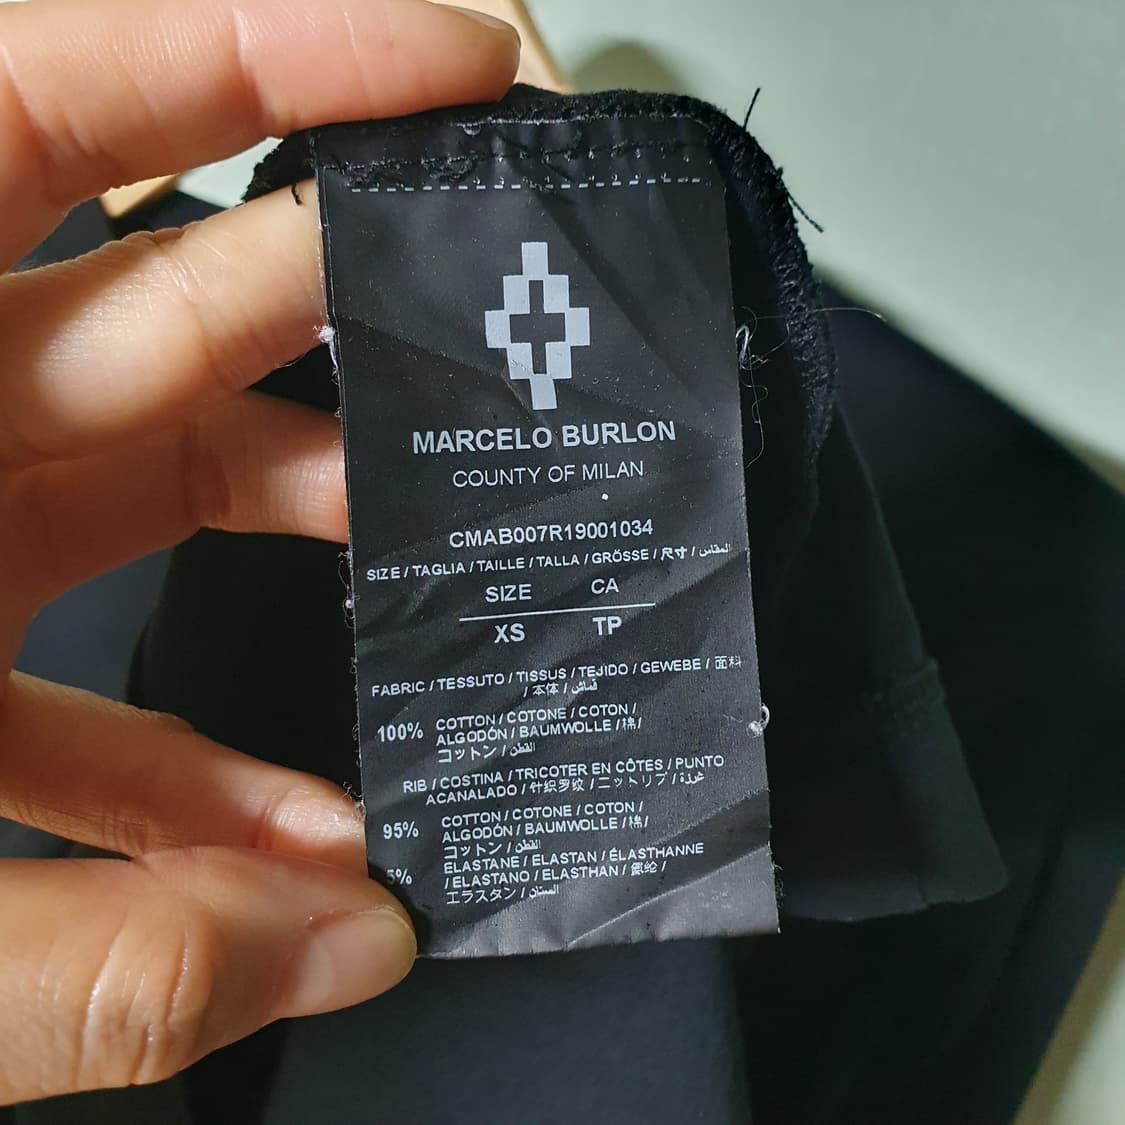 MARCELO BURLON
COUNTY OF MILAN
CMAB007R19001034
SIZE / TAGLIA / TAILLE / TALLA / GRÖSSE / 尺寸 / المقاس
SIZE CA
XS TP
FABRIC / TESSUTO / TISSUS / TEJIDO / GEWEBE / 面料
/ 本体 / قماش
100% COTTON / COTONE / COTON /
ALGODÓN / BAUMWOLLE / 棉 /
コットン / القطن
RIB / COSTINA / TRICOTER EN CÔTES / PUNTO
ACANALADO / 针织罗纹 / ニットリブ /
95% COTTON / COTONE / COTON /
ALGODÓN / BAUMWOLLE / 棉 /
コットン / القطن
5% ELASTANE / ELASTAN / ÉLASTHANNE
/ ELASTANO / ELASTHAN / 氨纶 /
エラスタン /